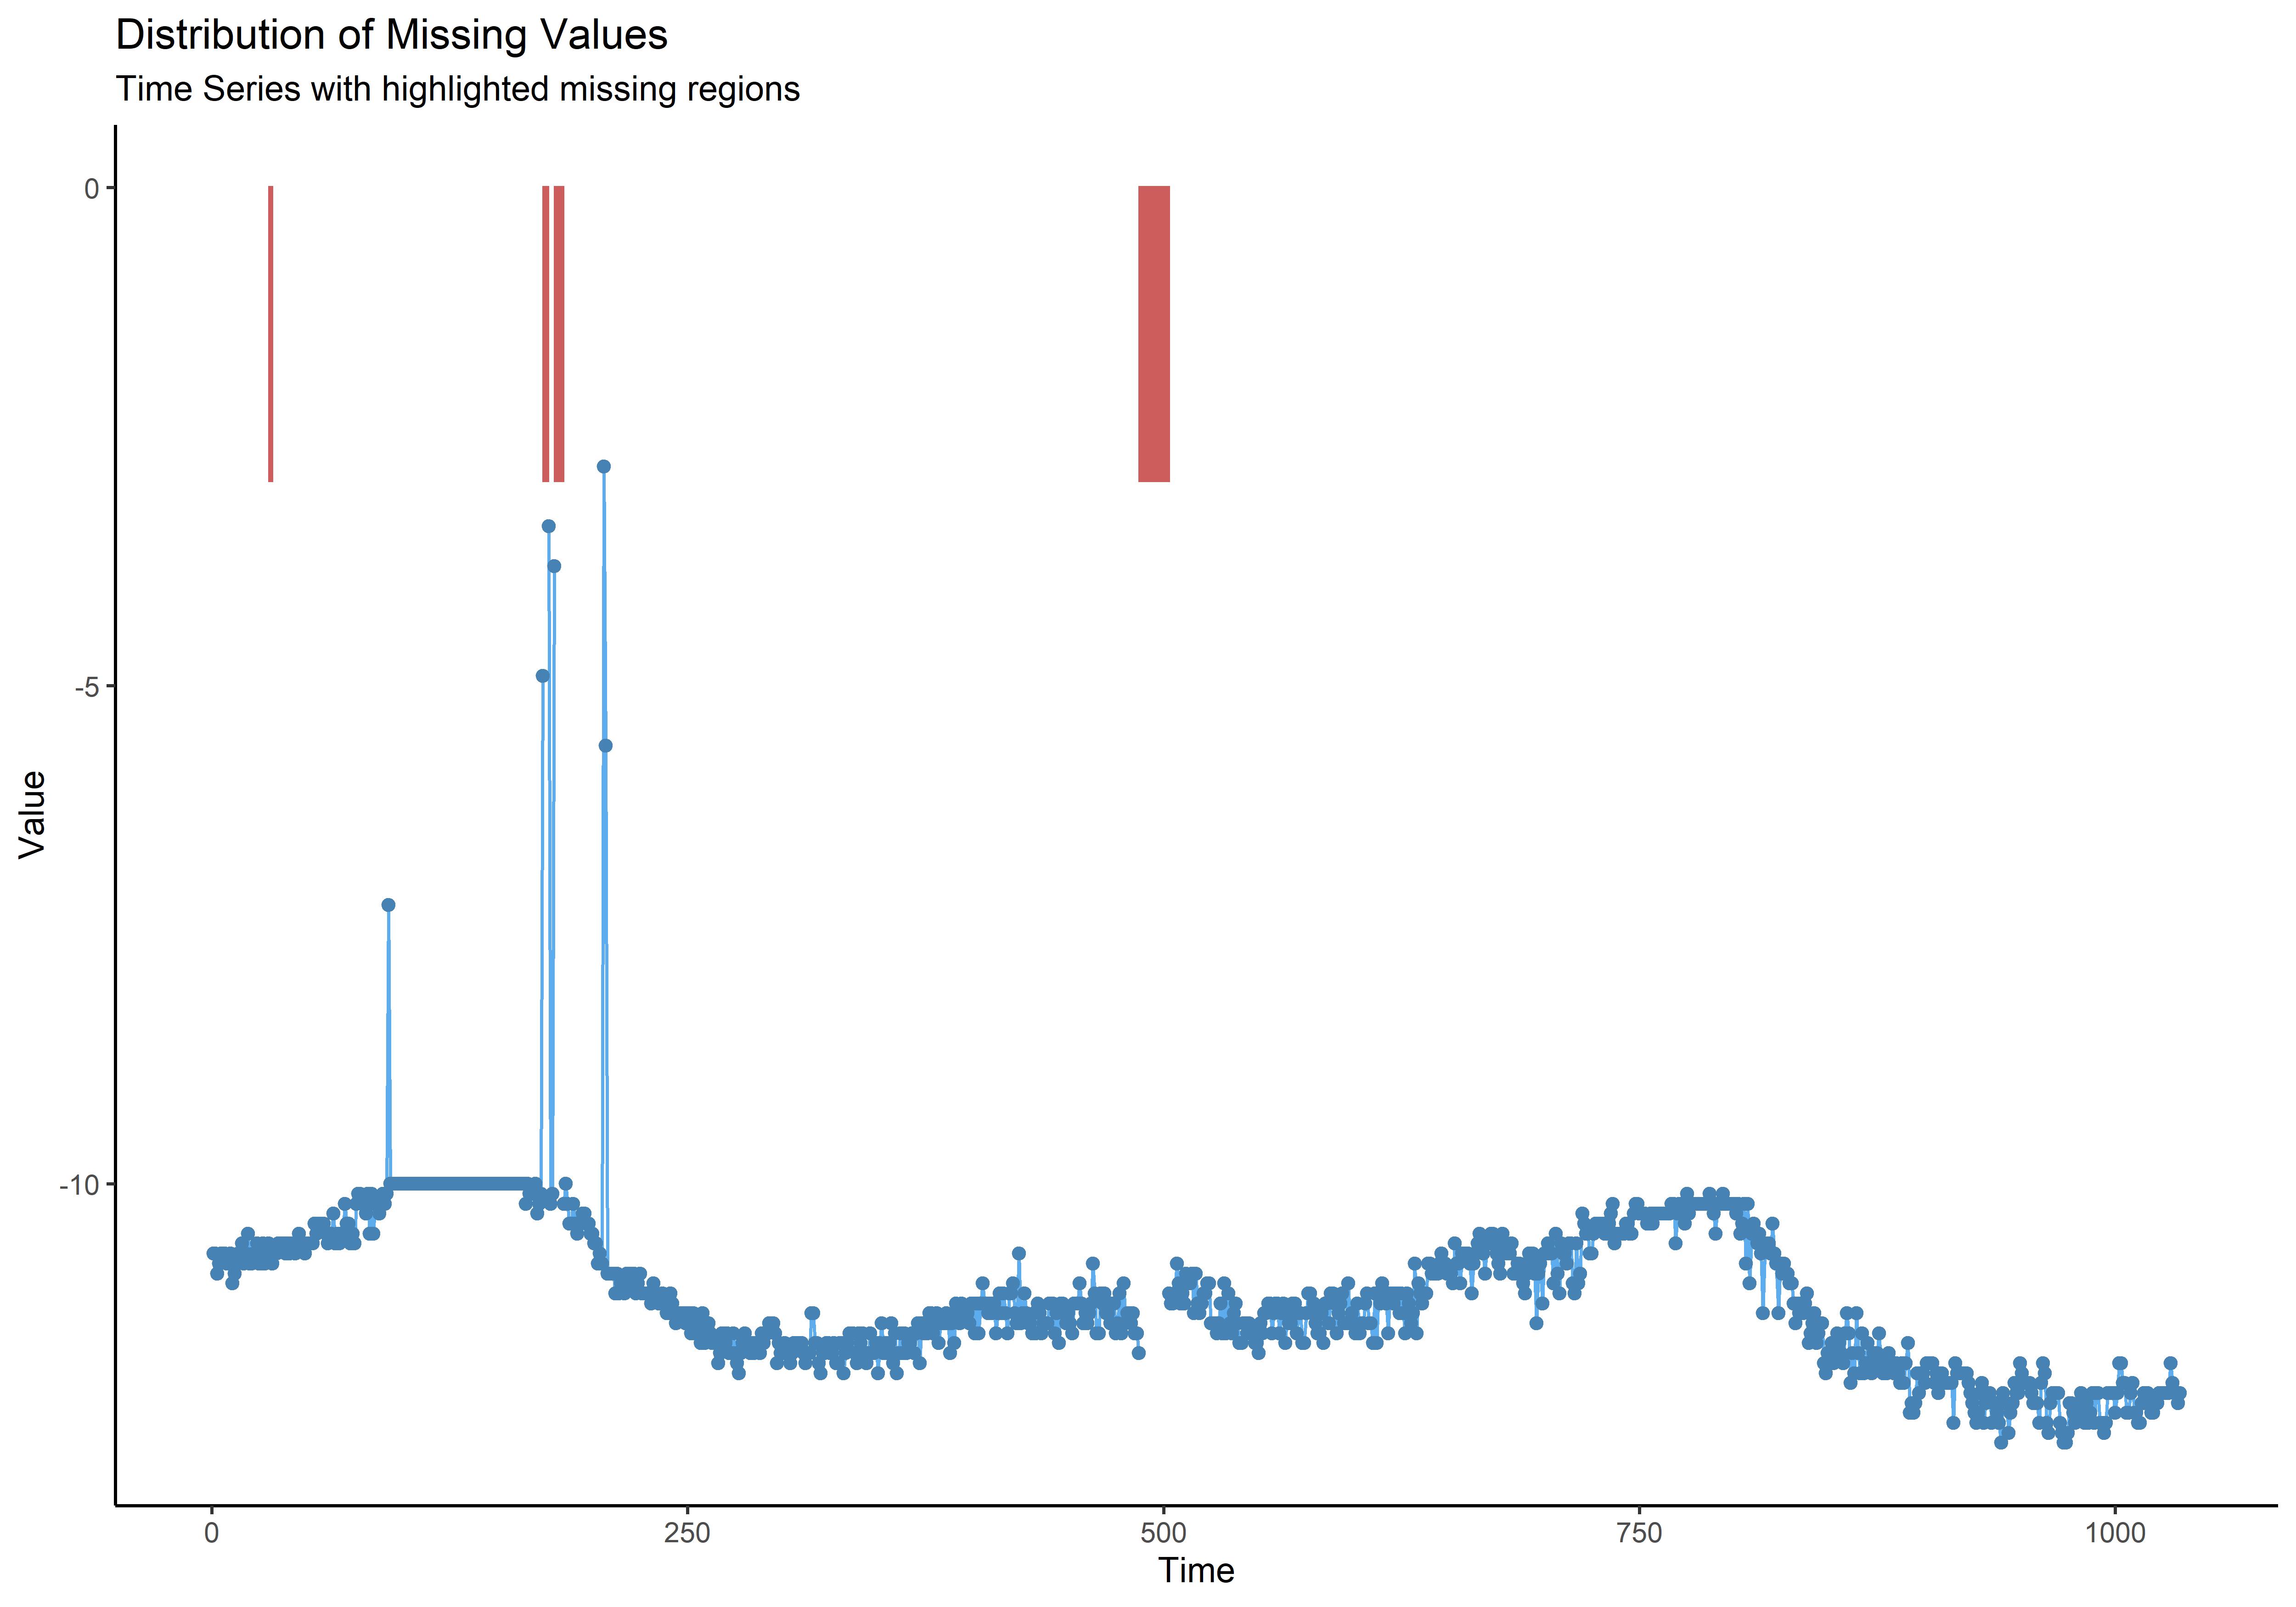 Distribution of Missing Values
Time Series with highlighted missing regions
0
-5
-10
Value
0 250 500 750 1000
Time